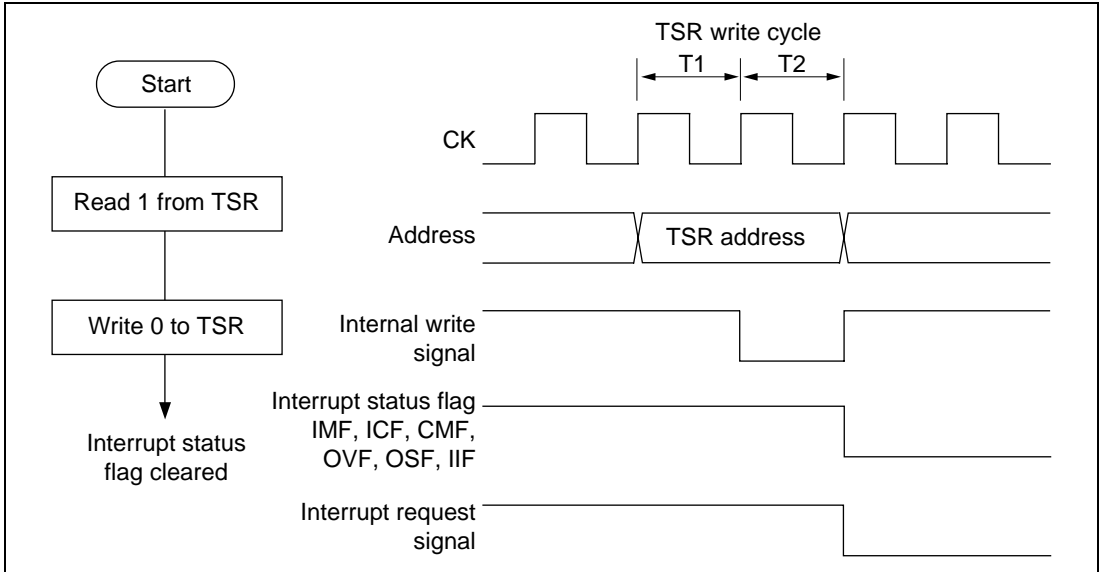 Start
Read 1 from TSR
Write 0 to TSR
Interrupt status
flag cleared
TSR write cycle
T1
T2
CK
Address
TSR address
Internal write
signal
Interrupt status flag
IMF, ICF, CMF,
OVF, OSF, IIF
Interrupt request
signal